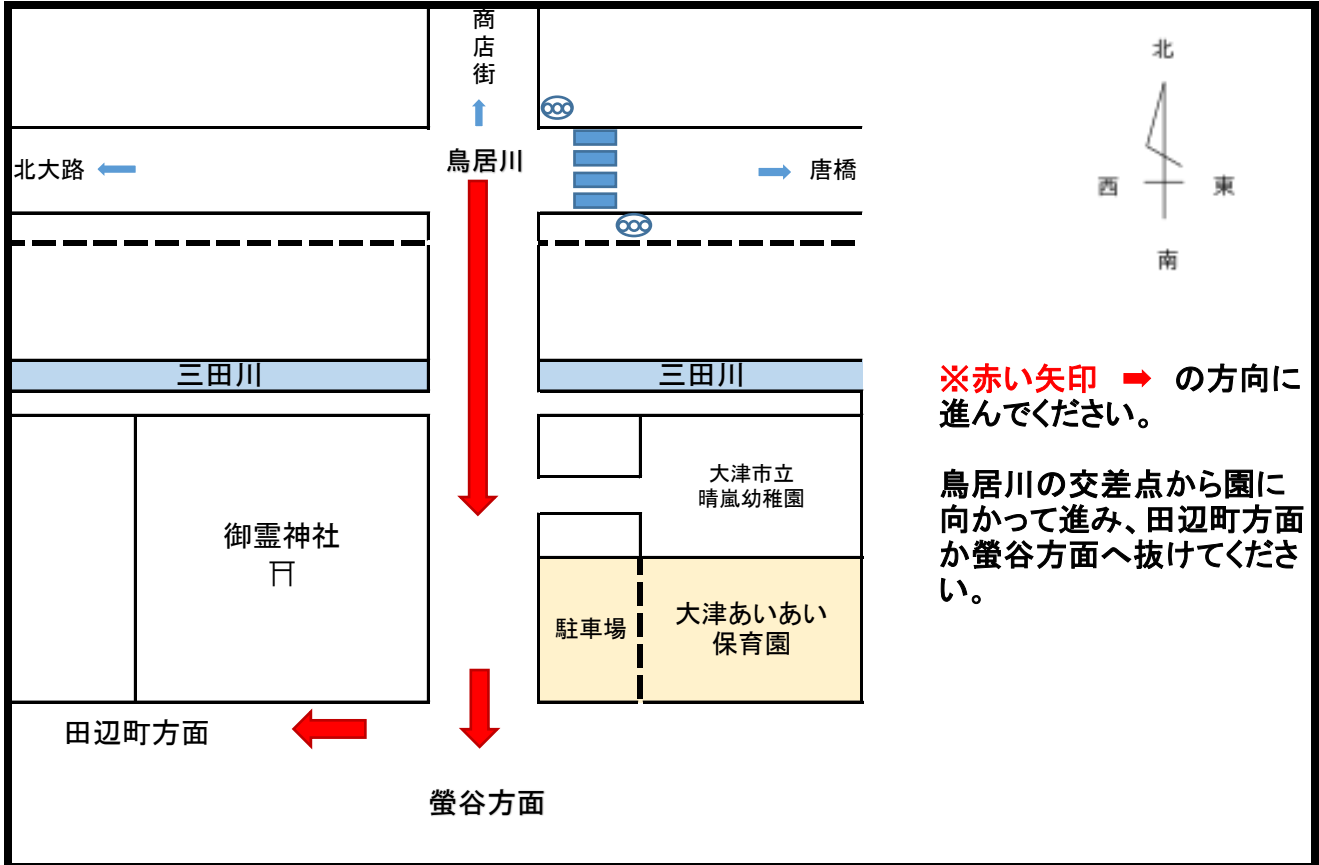 商店街
北
北大路
鳥居川
唐橋
西
東
南
三田川
三田川
※赤い矢印 ➡ の方向に
進んでください。
大津市立
晴嵐幼稚園
鳥居川の交差点から園に
向かって進み、田辺町方面
か螢谷方面へ抜けてくださ
い。
御霊神社
駐車場
大津あいあい
保育園
田辺町方面
螢谷方面